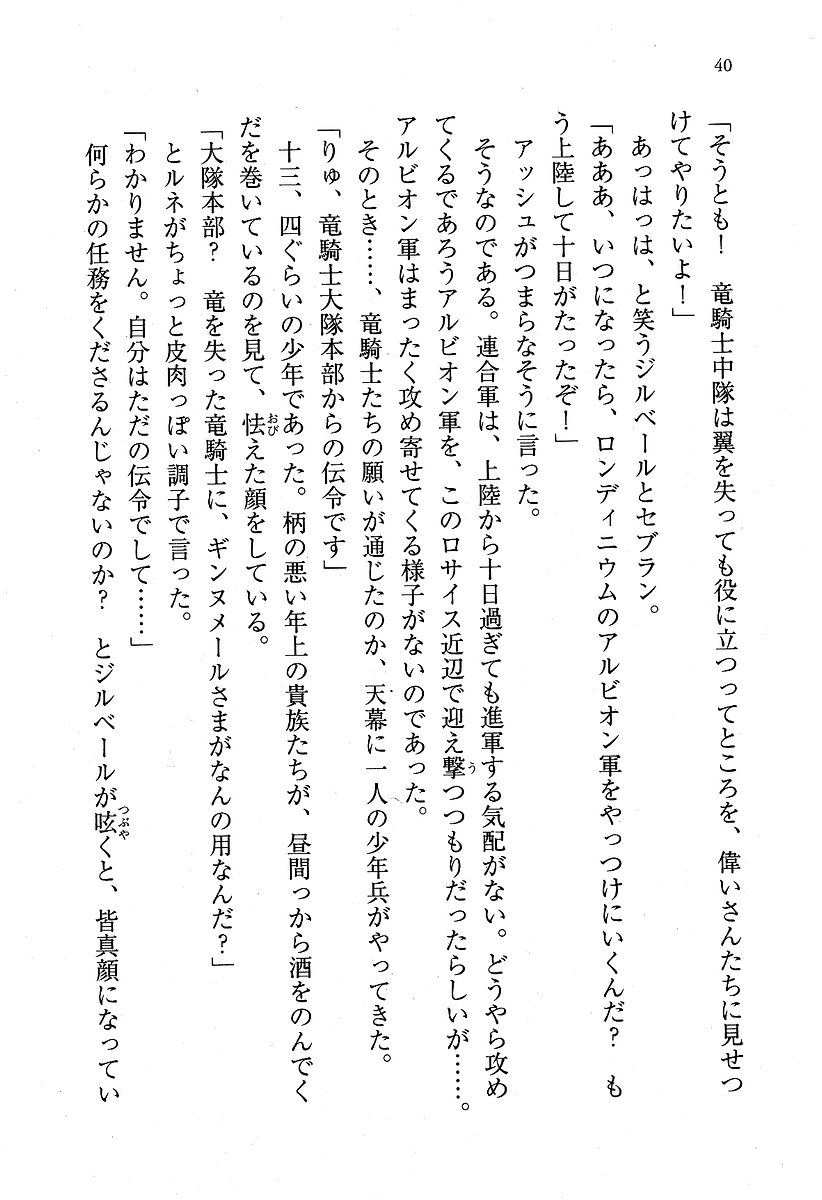 40
「そうとも！　竜騎士中隊は翼を失っても役に立つってところを、偉いさんたちに見せつ
けてやりたいよ！」
あっはっは、と笑うジルベールとセブラン。
「あああ、いつになったら、ロンディニウムのアルビオン軍をやっつけにいくんだ？　も
う上陸して十日がたったぞ！」
アッシュがつまらなそうに言った。
そうなのである。連合軍は、上陸から十日過ぎても進軍する気配がない。どうやら攻め
てくるであろうアルビオン軍を、このロサイス近辺で迎え撃つつもりだったらしいが……。
アルビオン軍はまったく攻め寄せてくる様子がないのであった。
そのとき……、竜騎士たちの願いが通じたのか、天幕に一人の少年兵がやってきた。
「りゅ、竜騎士大隊本部からの伝令です」
十三、四ぐらいの少年であった。柄の悪い年上の貴族たちが、昼間っから酒をのんでく
だを巻いているのを見て、怯えた顔をしている。
「大隊本部？　竜を失った竜騎士に、ギンヌメールさまがなんの用なんだ？」
とルネがちょっと皮肉っぽい調子で言った。
「わかりません。自分はただの伝令でして……」
何らかの任務をくださるんじゃないのか？　とジルベールが呟くと、皆真顔になってい